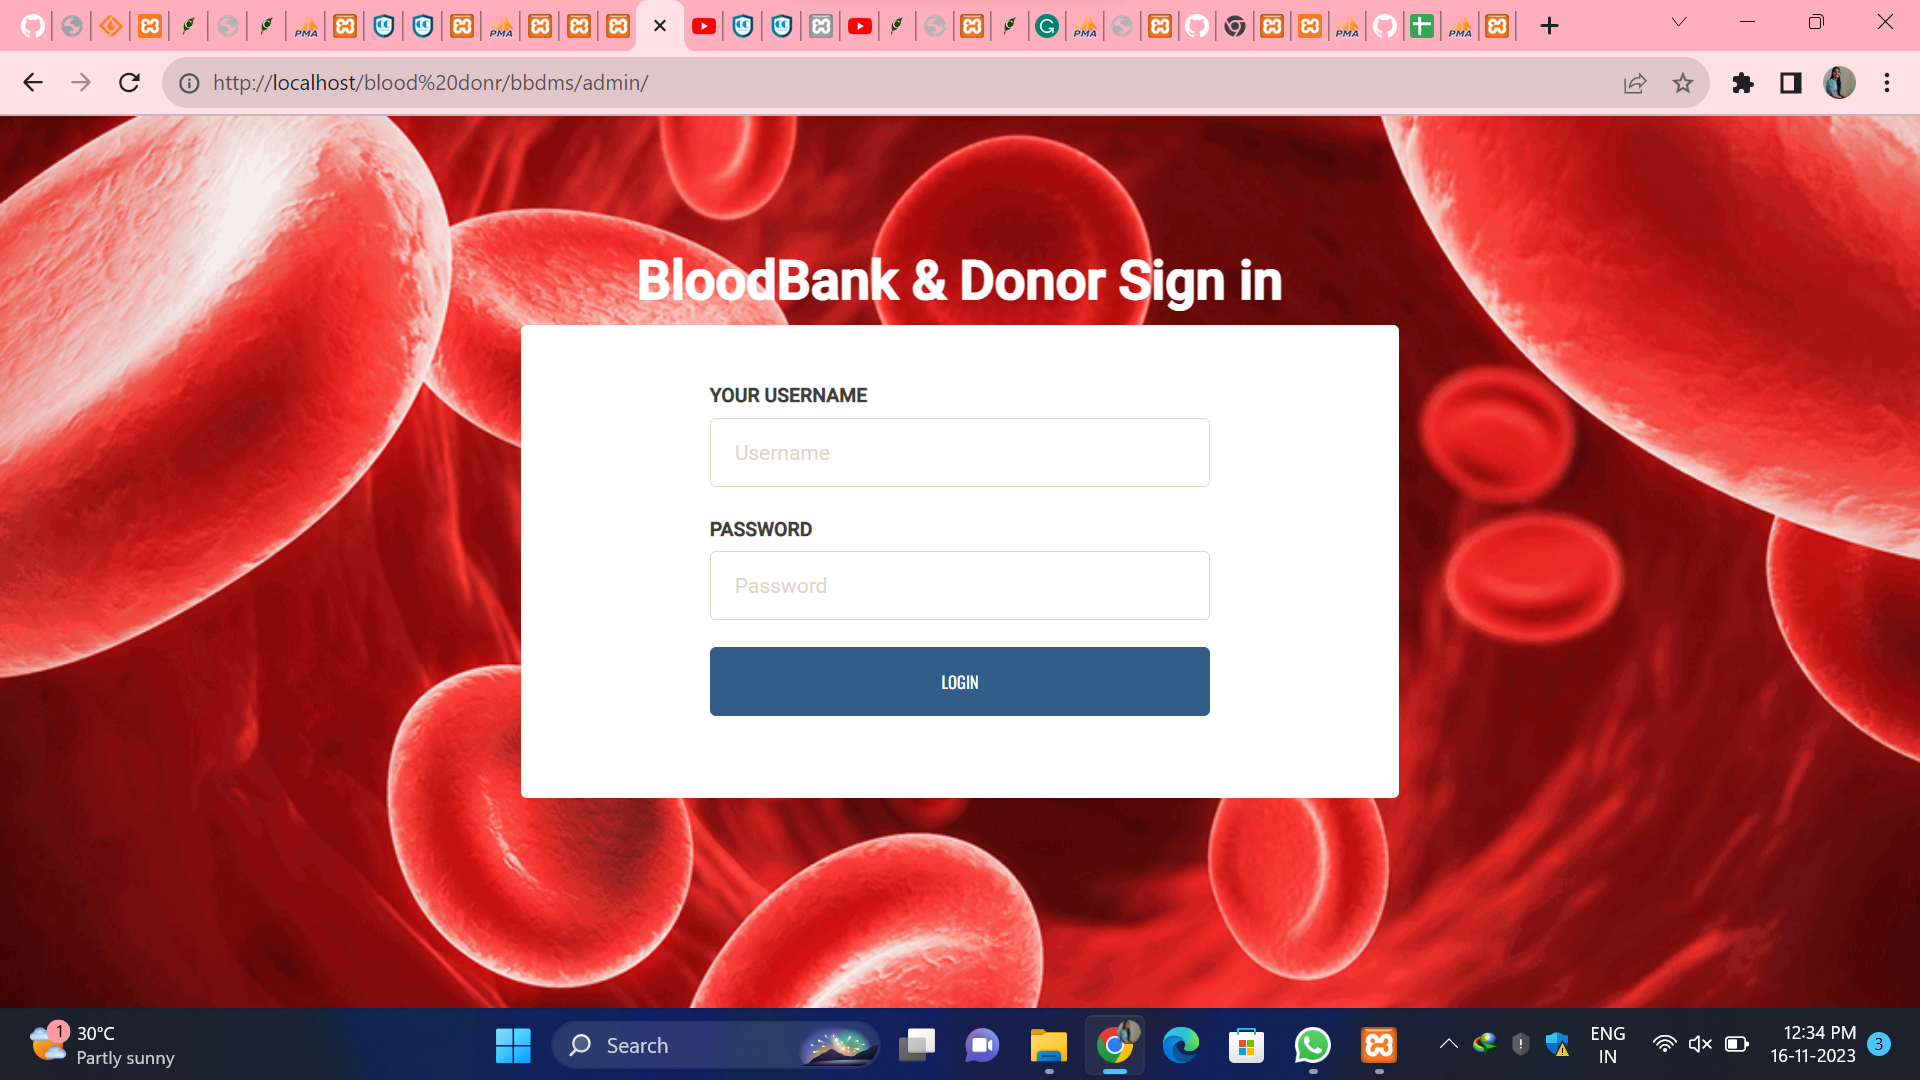 PMA
PMA
PMA
PMA
PMA
http://localhost/blood%20donr/bbdms/admin/
BloodBank & Donor Sign in
YOUR USERNAME
Username
PASSWORD
Password
LOGIN
1
30°C
Partly sunny
Search
ENG
IN
12:34 PM
16-11-2023
3